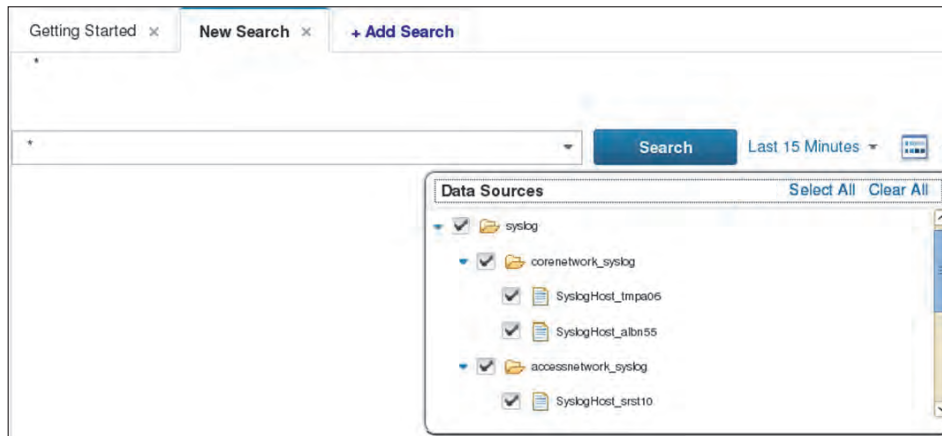 Getting Started ×
New Search ×
+ Add Search
*
*
Search
Last 15 Minutes
Data Sources
Select All
Clear All
syslog
corenetwork_syslog
SyslogHost_tmpa06
SyslogHost_albn55
accessnetwork_syslog
SyslogHost_srst10